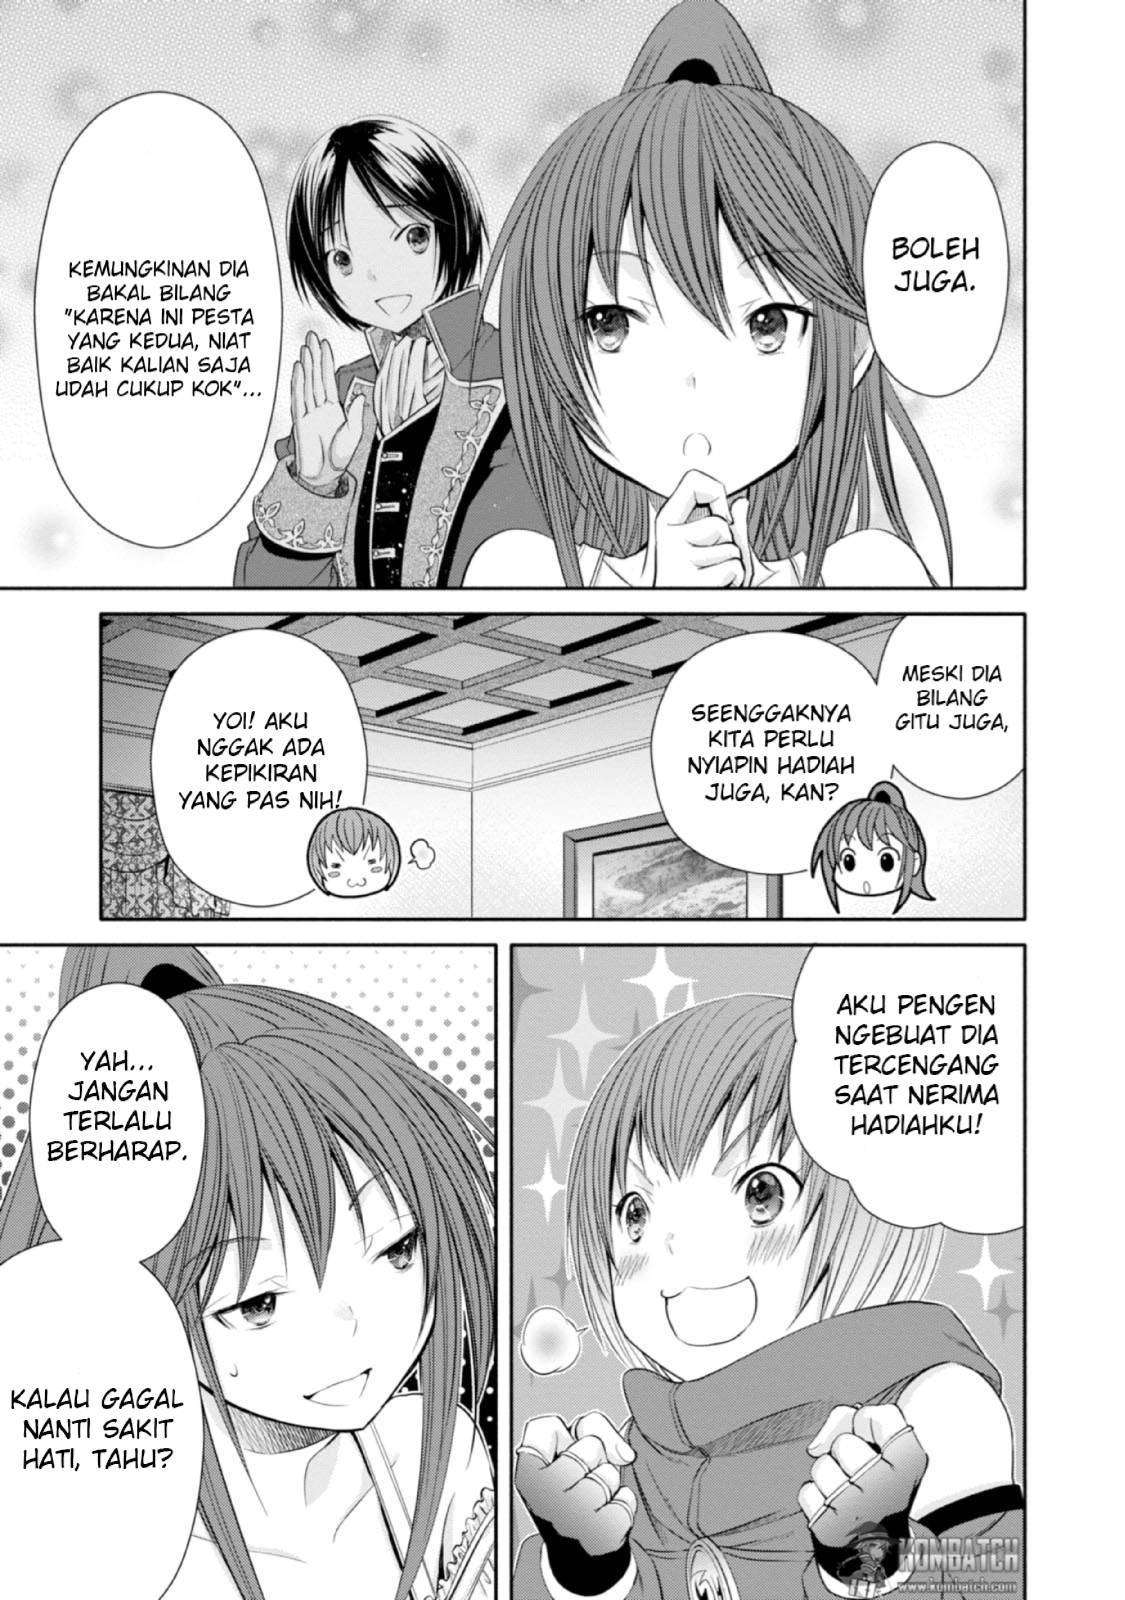 BOLEH
JUGA.
KEMUNGKINAN DIA
BAKAL BILANG
"KARENA INI PESTA
YANG KEDUA, NIAT
BAIK KALIAN SAJA
UDAH CUKUP KOK"...
MESKI DIA
BILANG
GITU JUGA,
SEENGGAKNYA
KITA PERLU
NYIAPIN HADIAH
JUGA, KAN?
YOI! AKU
NGGAK ADA
KEPIKIRAN
YANG PAS NIH!
AKU PENGEN
NGEBUAT DIA
TERCENGANG
SAAT NERIMA
HADIAHKU!
YAH...
JANGAN
TERLALU
BERHARAP.
KALAU GAGAL
NANTI SAKIT
HATI, TAHU?
KOMBATCH
www.kombatch.com